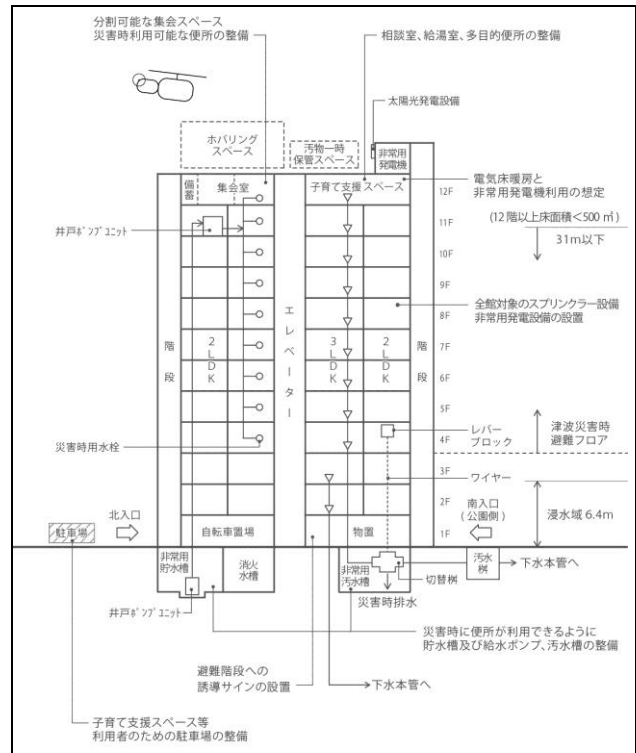 分割可能な集会スペース
災害時利用可能な便所の整備
相談室、給湯室、多目的便所の整備
太陽光発電設備
ホバリング
スペース
汚物一時
保管スペース
非常用
発電機
電気床暖房と
非常用発電機利用の想定
備蓄
集会室
子育て支援スペース
12F
(12階以上床面積<500㎡)
31m以下
井戸ポンプユニット
11F
10F
9F
全館対象のスプリンクラー設備
非常用発電設備の設置
8F
階段
2LDK
エレベーター
3LDK
2LDK
階段
7F
6F
5F
津波災害時
避難フロア
レバー
ブロック
4F
災害時用水栓
3F
ワイヤー
2F
浸水域 6.4m
北入口
南入口
(公園側)
駐車場
自転車置場
物置
1F
非常用
貯水槽
消火
水槽
非常用
汚水槽
汚水
桝
下水本管へ
切替桝
災害時排水
井戸ポンプユニット
災害時に便所が利用できるように
貯水槽及び給水ポンプ、汚水槽の整備
避難階段への
誘導サインの設置
下水本管へ
子育て支援スペース等
利用者のための駐車場の整備